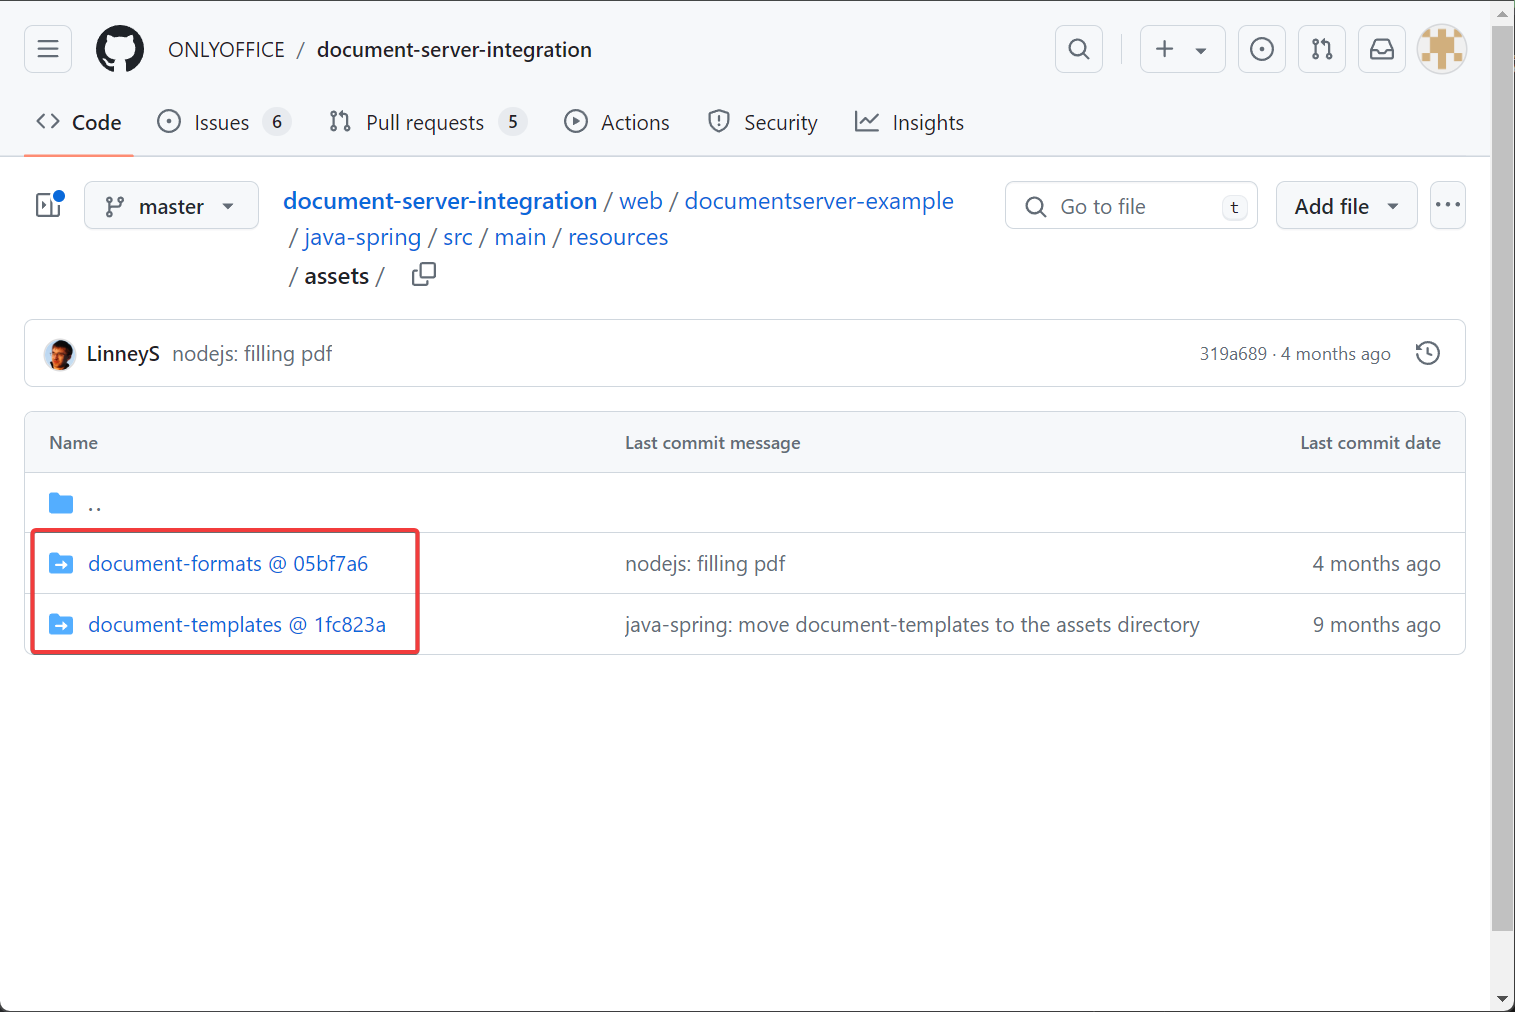 ONLYOFFICE / document-server-integration
Code Issues 6 Pull requests 5 Actions Security Insights
master
document-server-integration / web / documentserver-example
/ java-spring / src / main / resources
/ assets /
Go to file t
Add file
LinneyS nodejs: filling pdf 319a689 · 4 months ago
Name Last commit message Last commit date
..
document-formats @ 05bf7a6 nodejs: filling pdf 4 months ago
document-templates @ 1fc823a java-spring: move document-templates to the assets directory 9 months ago